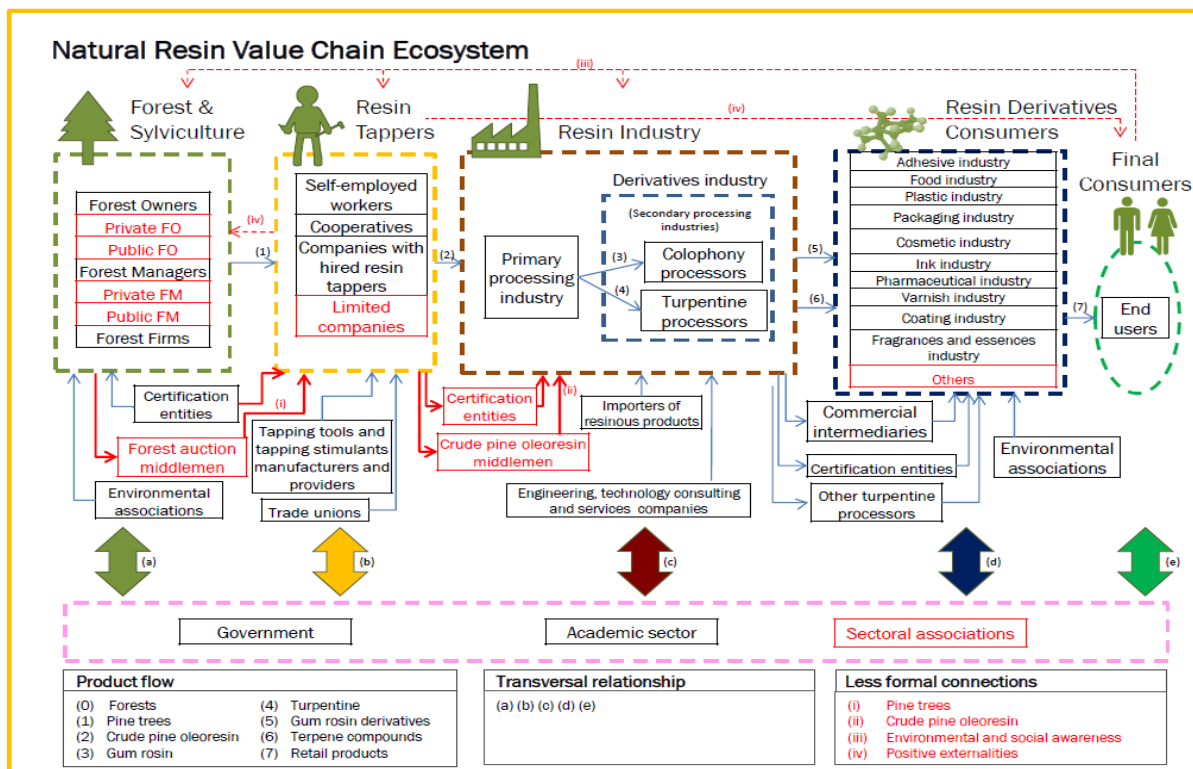 Natural Resin Value Chain Ecosystem
(iii)
Forest &
Sylviculture
Resin
Tappers
Resin Industry
(iv)
Resin Derivatives
Consumers
Final
Consumers
Forest Owners
Private FO
Public FO
Forest Managers
Private FM
Public FM
Forest Firms
(iv)
(1)
Self-employed
workers
Cooperatives
Companies with
hired resin
tappers
Limited
companies
(2)
Primary
processing
industry
Derivatives industry
(Secondary processing
industries)
(3)
Colophony
processors
(4)
Turpentine
processors
(5)
(6)
Adhesive industry
Food industry
Plastic industry
Packaging industry
Cosmetic industry
Ink industry
Pharmaceutical industry
Varnish industry
Coating industry
Fragrances and essences
industry
Others
(7)
End
users
Certification
entities
(i)
Forest auction
middlemen
Environmental
associations
Tapping tools and
tapping stimulants
manufacturers and
providers
Trade unions
Certification
entities
(ii)
Crude pine oleoresin
middlemen
Importers of
resinous products
Engineering, technology consulting
and services companies
Commercial
intermediaries
Certification entities
Other turpentine
processors
Environmental
associations
(a)
(b)
(c)
(d)
(e)
Government
Academic sector
Sectoral associations
Product flow
(0) Forests
(1) Pine trees
(2) Crude pine oleoresin
(3) Gum rosin
(4) Turpentine
(5) Gum rosin derivatives
(6) Terpene compounds
(7) Retail products
Transversal relationship
(a) (b) (c) (d) (e)
Less formal connections
(i) Pine trees
(ii) Crude pine oleoresin
(iii) Environmental and social awareness
(iv) Positive externalities